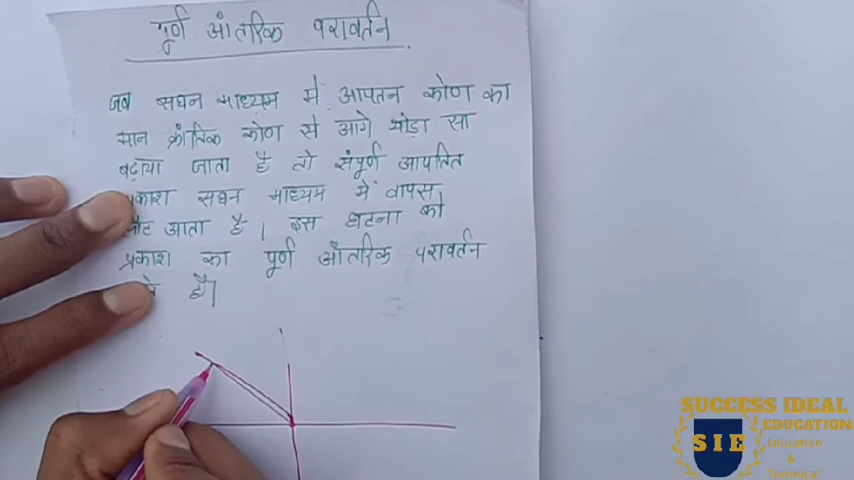 पूर्ण आंतरिक परावर्तन
जब सघन माध्यम में आपतन कोण का
मान क्रांतिक कोण से आगे थोड़ा सा
बढ़ाया जाता है तो संपूर्ण आपतित
प्रकाश सघन माध्यम में वापस
लौट आता है। इस घटना को
प्रकाश का पूर्ण आंतरिक परावर्तन
है।
SUCCESS IDEAL
EDUCATION
SIE
Education
&
Technical